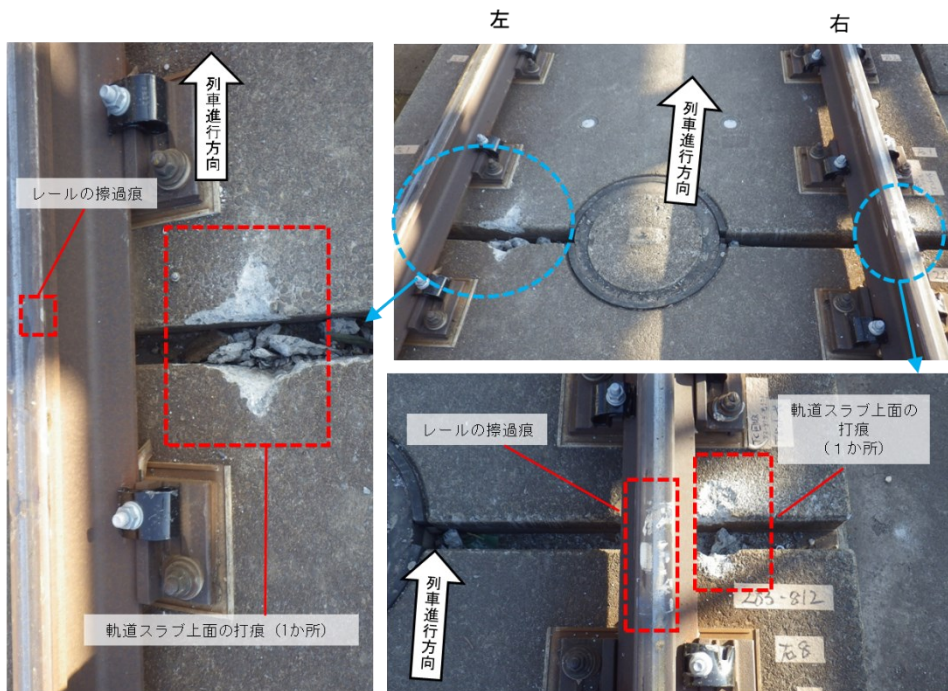 左
右
列車進行方向
レールの擦過痕
軌道スラブ上面の打痕(1か所)
列車進行方向
レールの擦過痕
軌道スラブ上面の
打痕
(1か所)
列車進行方向
283-812
右8